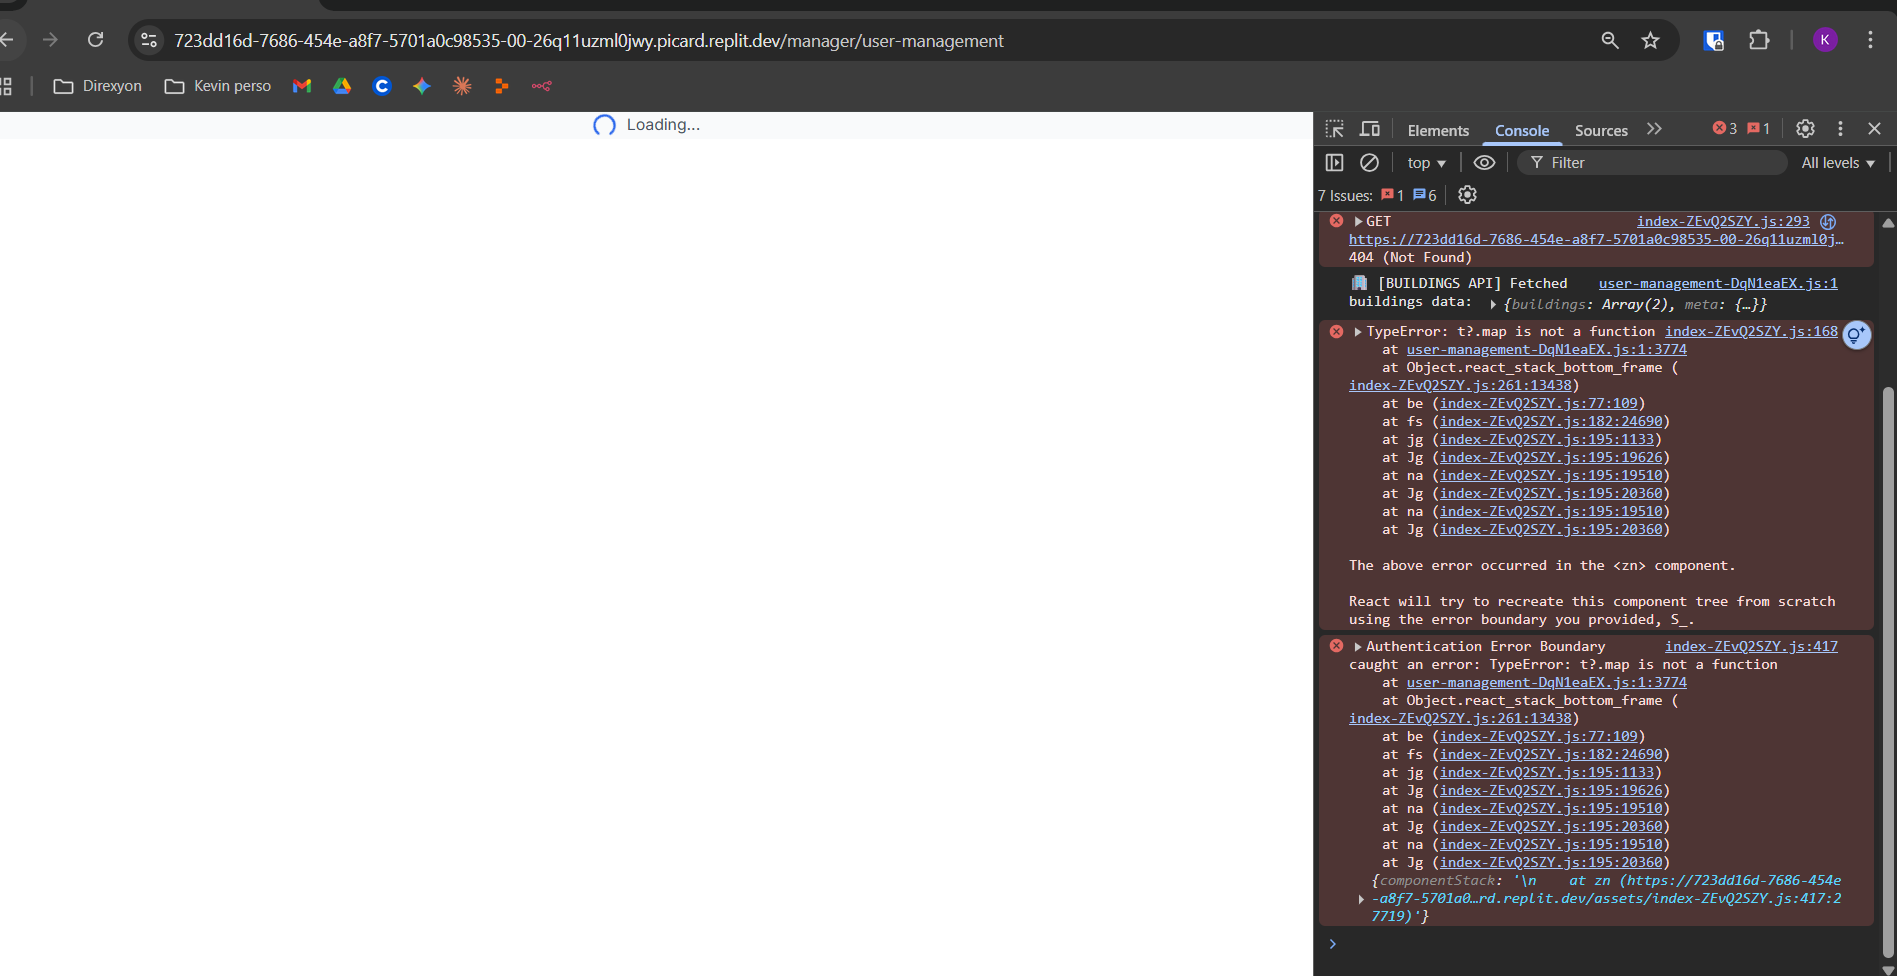 723dd16d-7686-454e-a8f7-5701a0c98535-00-26q11uzml0jwy.picard.replit.dev/manager/user-management
K
Direxyon
Kevin perso
Loading...
Elements
Console
Sources
3
1
top
Filter
All levels
7 Issues:
1
6
GET
index-ZEvQ2SZY.js:293
https://723dd16d-7686-454e-a8f7-5701a0c98535-00-26q11uzml0j…
404 (Not Found)
[BUILDINGS API] Fetched
user-management-DqN1eaEX.js:1
buildings data:
{buildings: Array(2), meta: {…}}
TypeError: t?.map is not a function
index-ZEvQ2SZY.js:168
at user-management-DqN1eaEX.js:1:3774
at Object.react_stack_bottom_frame (
index-ZEvQ2SZY.js:261:13438)
at be (index-ZEvQ2SZY.js:77:109)
at fs (index-ZEvQ2SZY.js:182:24690)
at jg (index-ZEvQ2SZY.js:195:1133)
at Jg (index-ZEvQ2SZY.js:195:19626)
at na (index-ZEvQ2SZY.js:195:19510)
at Jg (index-ZEvQ2SZY.js:195:20360)
at na (index-ZEvQ2SZY.js:195:19510)
at Jg (index-ZEvQ2SZY.js:195:20360)
The above error occurred in the <zn> component.
React will try to recreate this component tree from scratch
using the error boundary you provided, S_.
Authentication Error Boundary
index-ZEvQ2SZY.js:417
caught an error: TypeError: t?.map is not a function
at user-management-DqN1eaEX.js:1:3774
at Object.react_stack_bottom_frame (
index-ZEvQ2SZY.js:261:13438)
at be (index-ZEvQ2SZY.js:77:109)
at fs (index-ZEvQ2SZY.js:182:24690)
at jg (index-ZEvQ2SZY.js:195:1133)
at Jg (index-ZEvQ2SZY.js:195:19626)
at na (index-ZEvQ2SZY.js:195:19510)
at Jg (index-ZEvQ2SZY.js:195:20360)
at na (index-ZEvQ2SZY.js:195:19510)
at Jg (index-ZEvQ2SZY.js:195:20360)
{componentStack: '\n    at zn (https://723dd16d-7686-454e
-a8f7-5701a0…rd.replit.dev/assets/index-ZEvQ2SZY.js:417:2
7719)'}